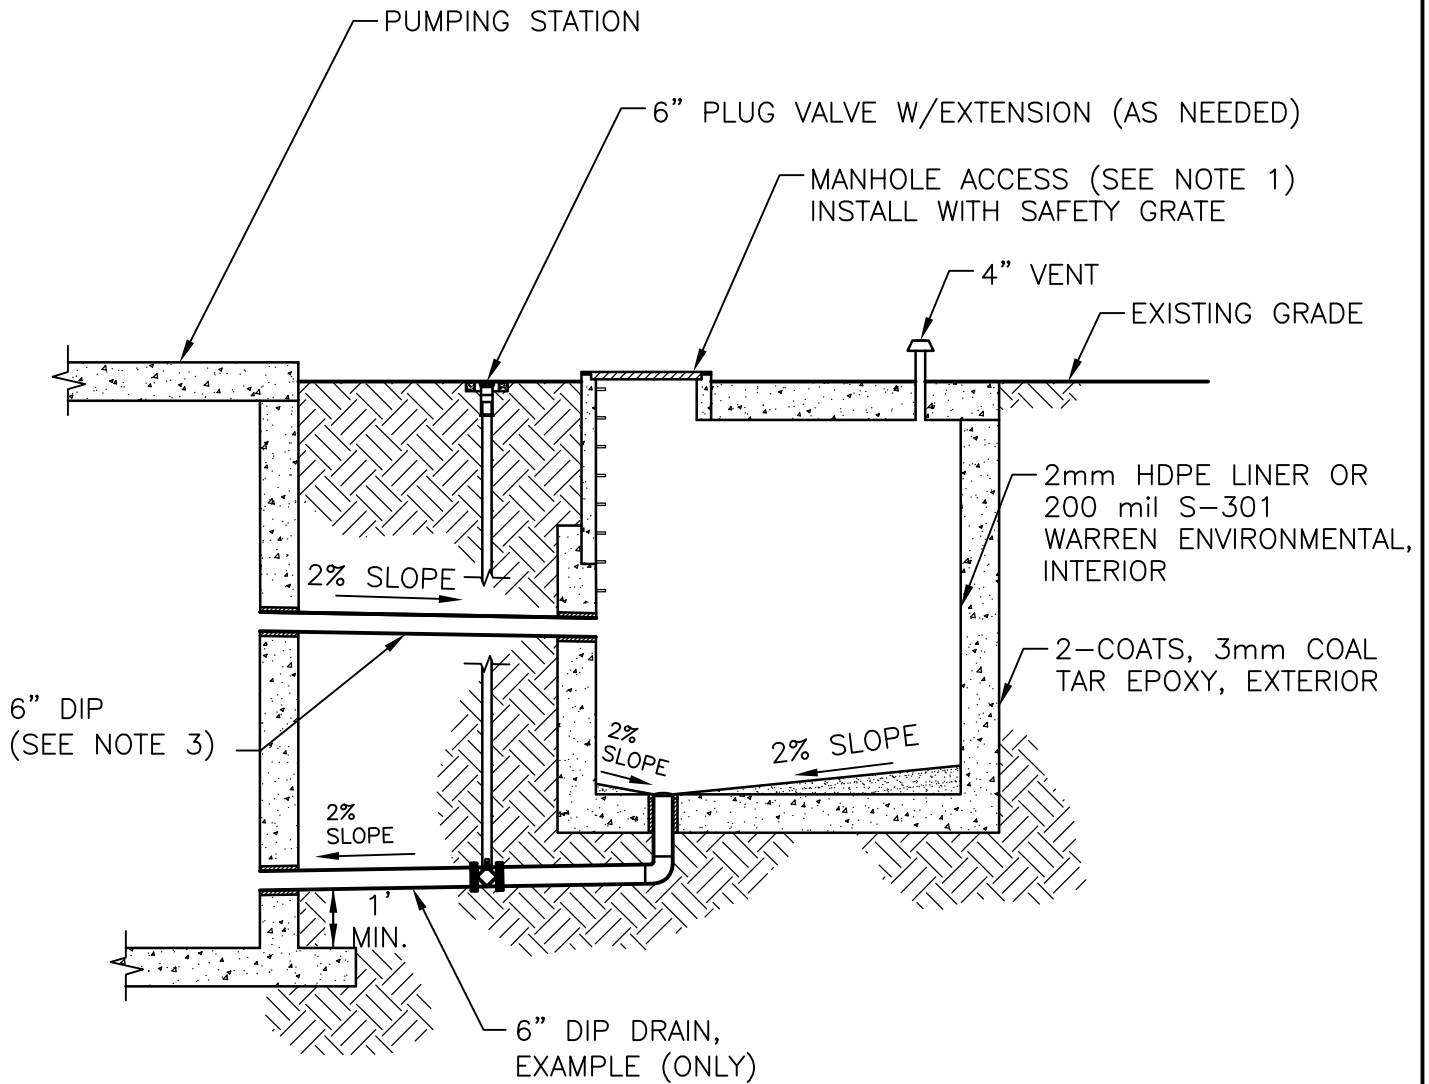 PUMPING STATION
6” PLUG VALVE W/EXTENSION (AS NEEDED)
MANHOLE ACCESS (SEE NOTE 1)
INSTALL WITH SAFETY GRATE
4” VENT
EXISTING GRADE
2mm HDPE LINER OR
200 mil S-301
WARREN ENVIRONMENTAL,
INTERIOR
2% SLOPE
2-COATS, 3mm COAL
TAR EPOXY, EXTERIOR
6” DIP
(SEE NOTE 3)
2%
SLOPE
2% SLOPE
2%
SLOPE
1'
MIN.
6” DIP DRAIN,
EXAMPLE (ONLY)